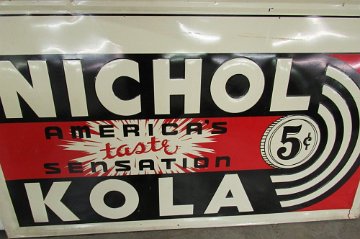 NICHOL
AMERICA'S
taste
SENSATION
5¢
KOLA